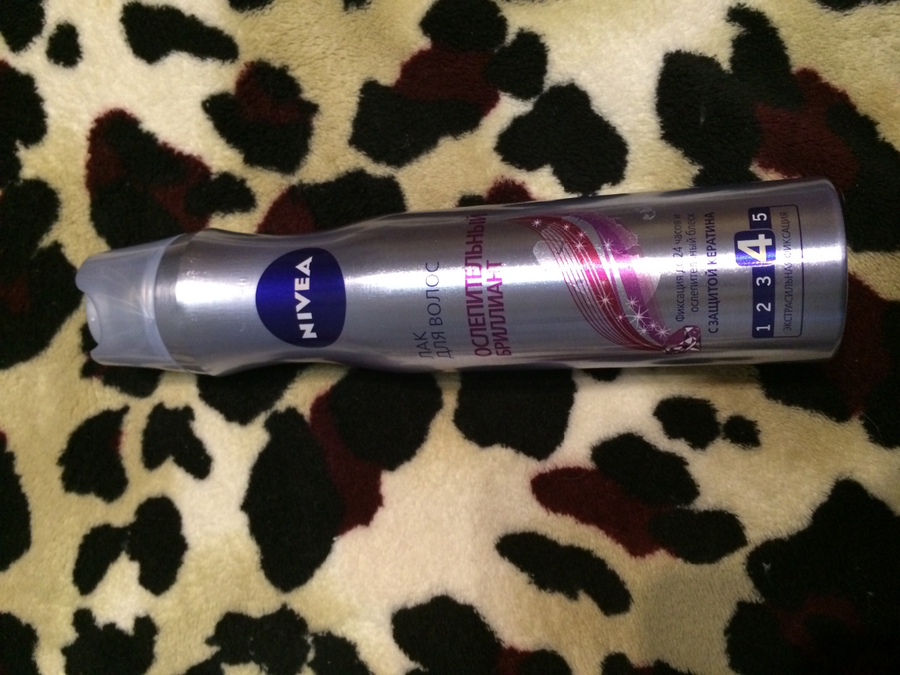 NIVEA
ЛАК
ДЛЯ ВОЛОС
ОСЛЕПИТЕЛЬНЫЙ
БРИЛЛИАНТ
Фиксация до 24 часов и
ослепительный блеск
С ЗАЩИТОЙ КЕРАТИНА
1 2 3 4 5
ЭКСТРАСИЛЬНАЯ ФИКСАЦИЯ